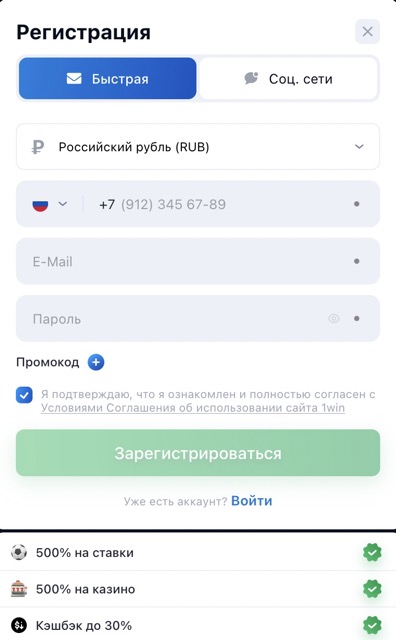 Регистрация
Быстрая
Соц. сети
₽ Российский рубль (RUB)
+7 (912) 345 67-89
E-Mail
Пароль
Промокод
Я подтверждаю, что я ознакомлен и полностью согласен с
Условиями Соглашения об использовании сайта 1win
Зарегистрироваться
Уже есть аккаунт? Войти
500% на ставки
500% на казино
Кэшбэк до 30%